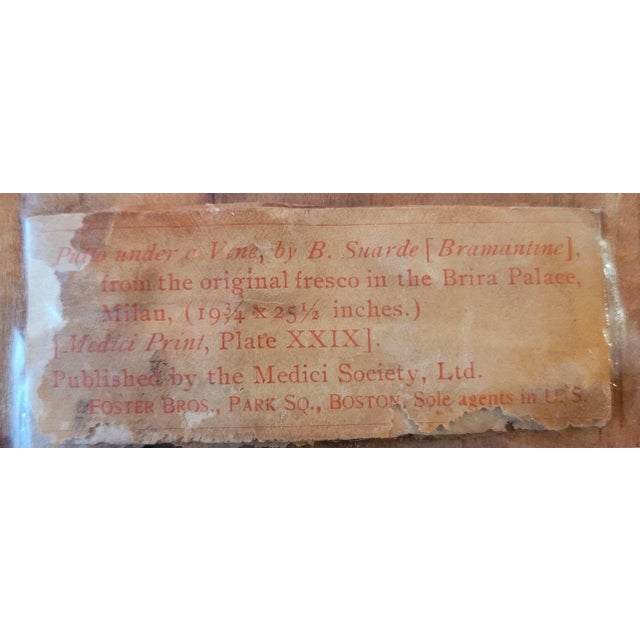 Putto under a Vine, by B. Suarde [Bramantine],
from the original fresco in the Brira Palace,
Milan, (19¾ x 25½ inches.)
[Medici Print, Plate XXIX].
Published by the Medici Society, Ltd.
FOSTER BROS., PARK SQ., BOSTON, Sole agents in U. S.